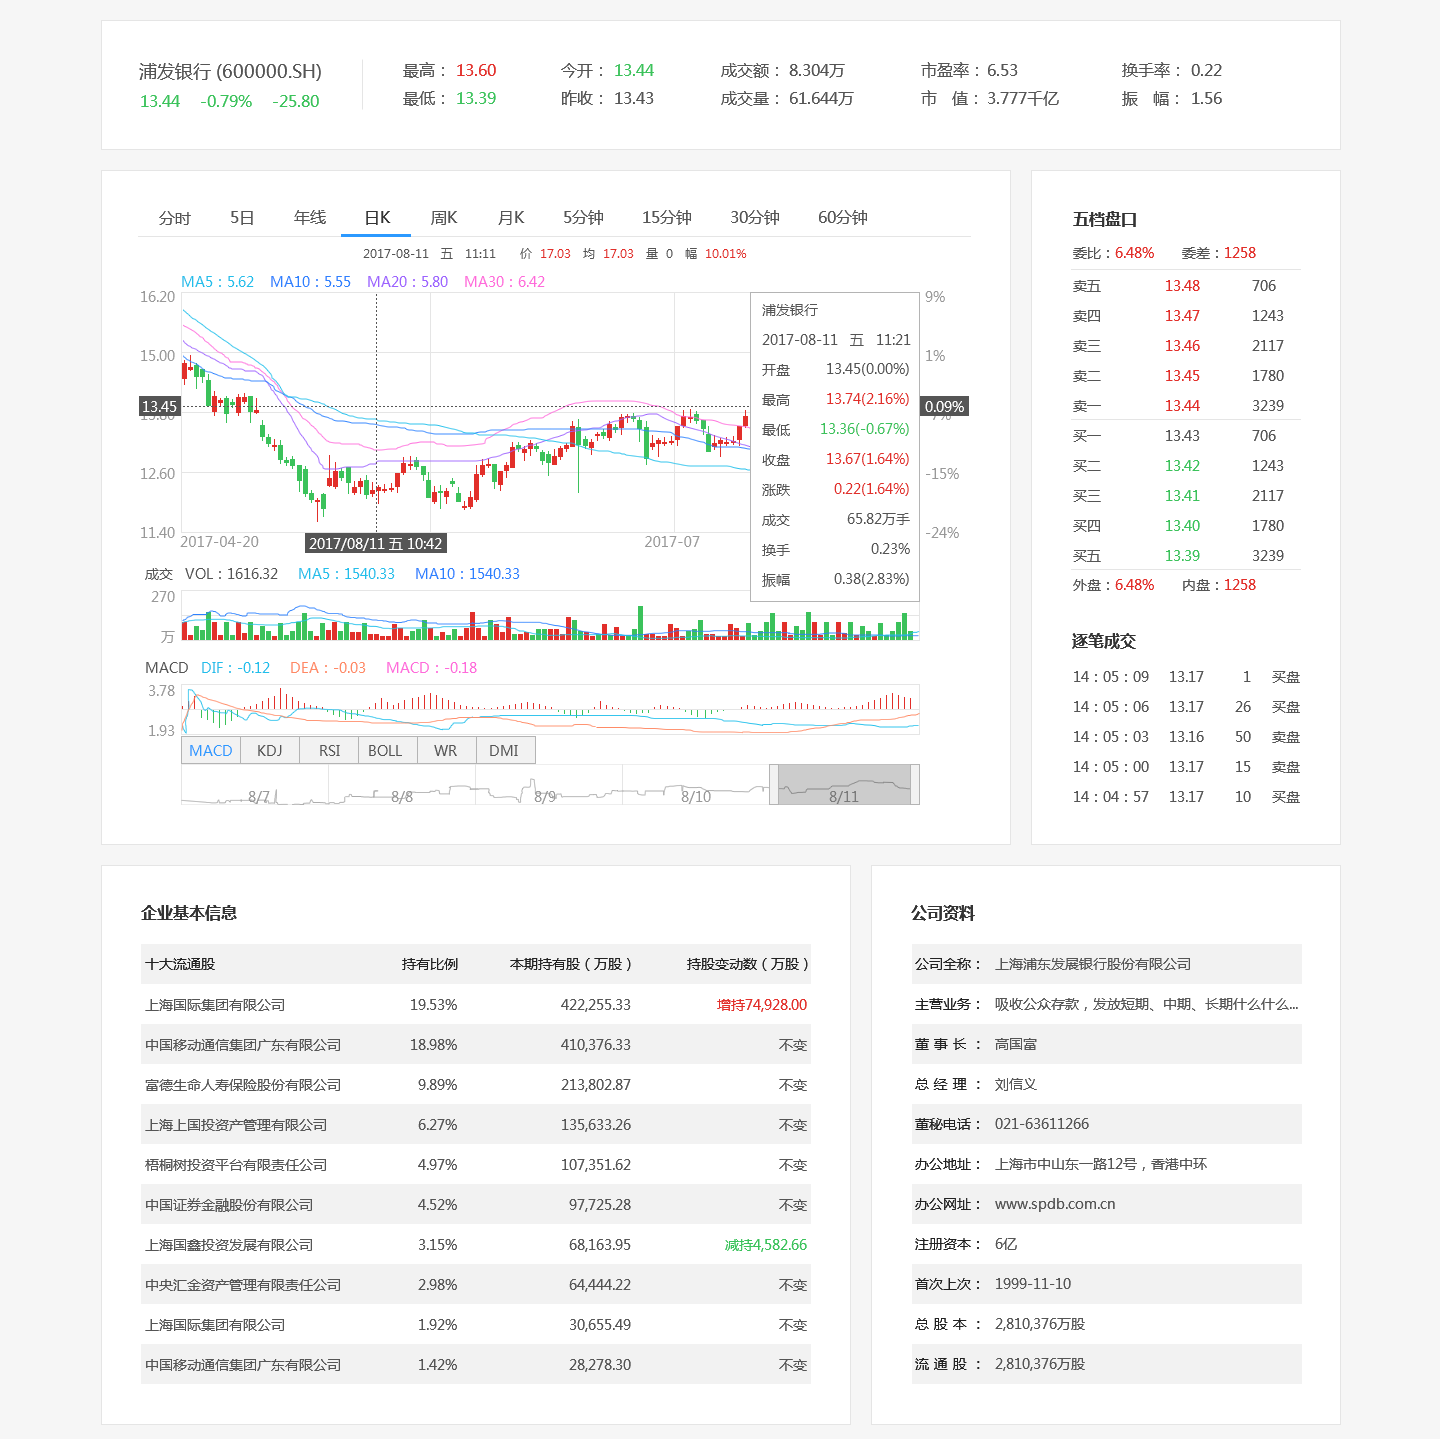 浦发银行 (600000.SH)
13.44 -0.79% -25.80
最高： 13.60 今开： 13.44 成交额： 8.304万 市盈率： 6.53 换手率： 0.22
最低： 13.39 昨收： 13.43 成交量： 61.644万 市 值： 3.777千亿 振 幅： 1.56
分时 5日 年线 日K 周K 月K 5分钟 15分钟 30分钟 60分钟
2017-08-11 五 11:11 价 17.03 均 17.03 量 0 幅 10.01%
MA5：5.62 MA10：5.55 MA20：5.80 MA30：6.42
16.20 9%
15.00 1%
13.45 0.09%
12.60 -15%
11.40 -24%
2017-04-20 2017/08/11 五 10:42 2017-07
浦发银行
2017-08-11 五 11:21
开盘 13.45(0.00%)
最高 13.74(2.16%)
最低 13.36(-0.67%)
收盘 13.67(1.64%)
涨跌 0.22(1.64%)
成交 65.82万手
换手 0.23%
振幅 0.38(2.83%)
成交 VOL：1616.32 MA5：1540.33 MA10：1540.33
270
万
MACD DIF：-0.12 DEA：-0.03 MACD：-0.18
3.78
1.93
MACD KDJ RSI BOLL WR DMI
8/7 8/8 8/9 8/10 8/11
五档盘口
委比：6.48% 委差：1258
卖五 13.48 706
卖四 13.47 1243
卖三 13.46 2117
卖二 13.45 1780
卖一 13.44 3239
买一 13.43 706
买二 13.42 1243
买三 13.41 2117
买四 13.40 1780
买五 13.39 3239
外盘：6.48% 内盘：1258
逐笔成交
14：05：09 13.17 1 买盘
14：05：06 13.17 26 买盘
14：05：03 13.16 50 卖盘
14：05：00 13.17 15 卖盘
14：04：57 13.17 10 买盘
企业基本信息
十大流通股 持有比例 本期持有股（万股） 持股变动数（万股）
上海国际集团有限公司 19.53% 422,255.33 增持74,928.00
中国移动通信集团广东有限公司 18.98% 410,376.33 不变
富德生命人寿保险股份有限公司 9.89% 213,802.87 不变
上海上国投资产管理有限公司 6.27% 135,633.26 不变
梧桐树投资平台有限责任公司 4.97% 107,351.62 不变
中国证券金融股份有限公司 4.52% 97,725.28 不变
上海国鑫投资发展有限公司 3.15% 68,163.95 减持4,582.66
中央汇金资产管理有限责任公司 2.98% 64,444.22 不变
上海国际集团有限公司 1.92% 30,655.49 不变
中国移动通信集团广东有限公司 1.42% 28,278.30 不变
公司资料
公司全称： 上海浦东发展银行股份有限公司
主营业务： 吸收公众存款，发放短期、中期、长期什么什么...
董 事 长 ： 高国富
总 经 理 ： 刘信义
董秘电话： 021-63611266
办公地址： 上海市中山东一路12号，香港中环
办公网址： www.spdb.com.cn
注册资本： 6亿
首次上次： 1999-11-10
总 股 本 ： 2,810,376万股
流 通 股 ： 2,810,376万股